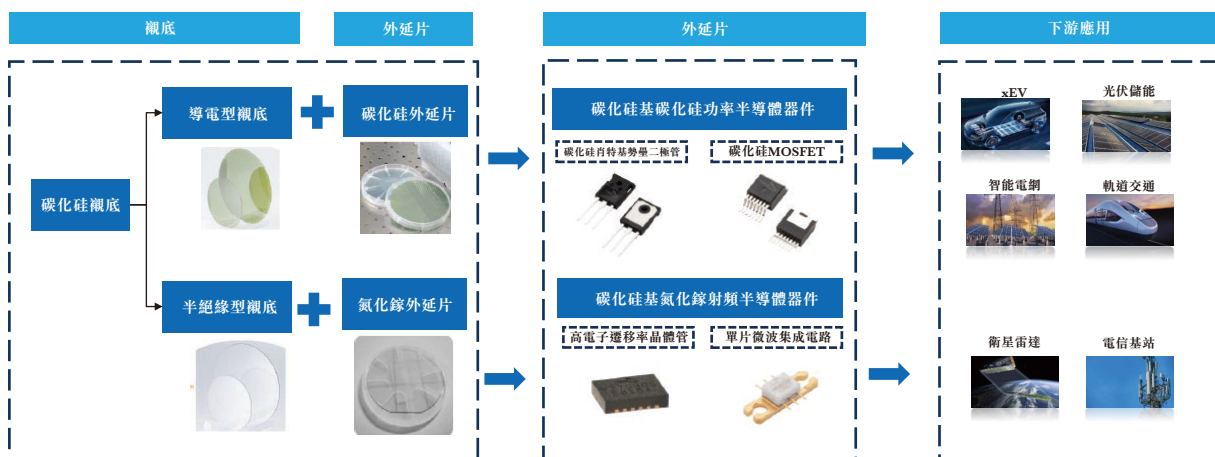 襯底
外延片
外延片
下游應用
碳化硅襯底
導電型襯底
碳化硅外延片
半絕緣型襯底
氮化鎵外延片
碳化硅基碳化硅功率半導體器件
碳化硅肖特基勢壘二極管
碳化硅MOSFET
碳化硅基氮化鎵射頻半導體器件
高電子遷移率晶體管
單片微波集成電路
xEV
光伏儲能
智能電網
軌道交通
衛星雷達
電信基站